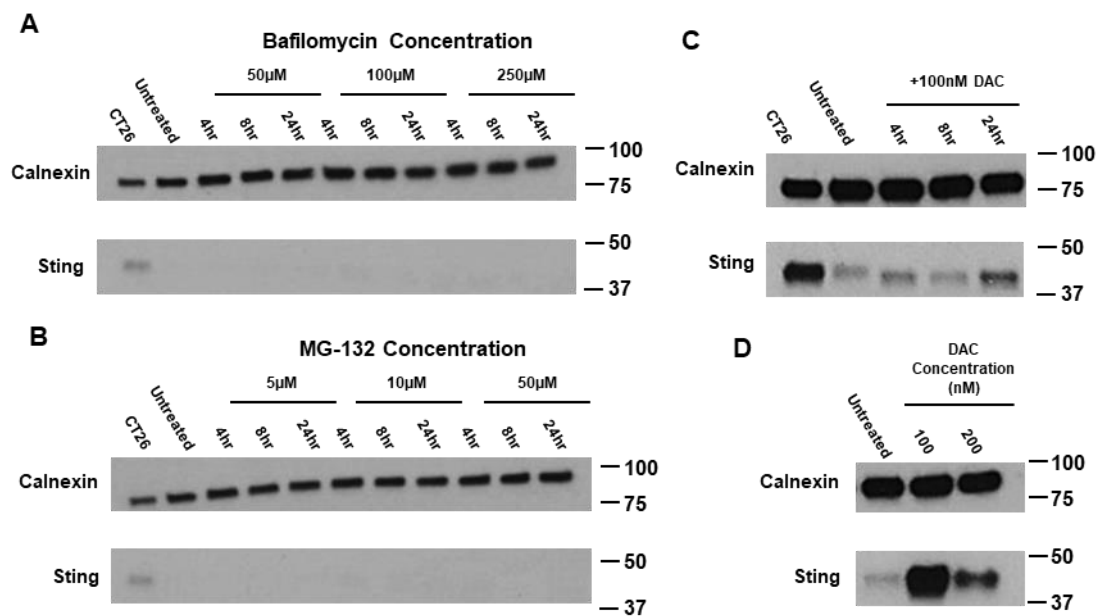 A
Bafilomycin Concentration
50µM 100µM 250µM
CT26 Untreated 4hr 8hr 24hr 4hr 8hr 24hr 4hr 8hr 24hr
Calnexin
100
75
Sting
50
37
B
MG-132 Concentration
5µM 10µM 50µM
CT26 Untreated 4hr 8hr 24hr 4hr 8hr 24hr 4hr 8hr 24hr
Calnexin
100
75
Sting
50
37
C
+100nM DAC
CT26 Untreated 4hr 8hr 24hr
Calnexin
100
75
Sting
50
37
D
DAC
Concentration
(nM)
Untreated 100 200
Calnexin
100
75
Sting
50
37